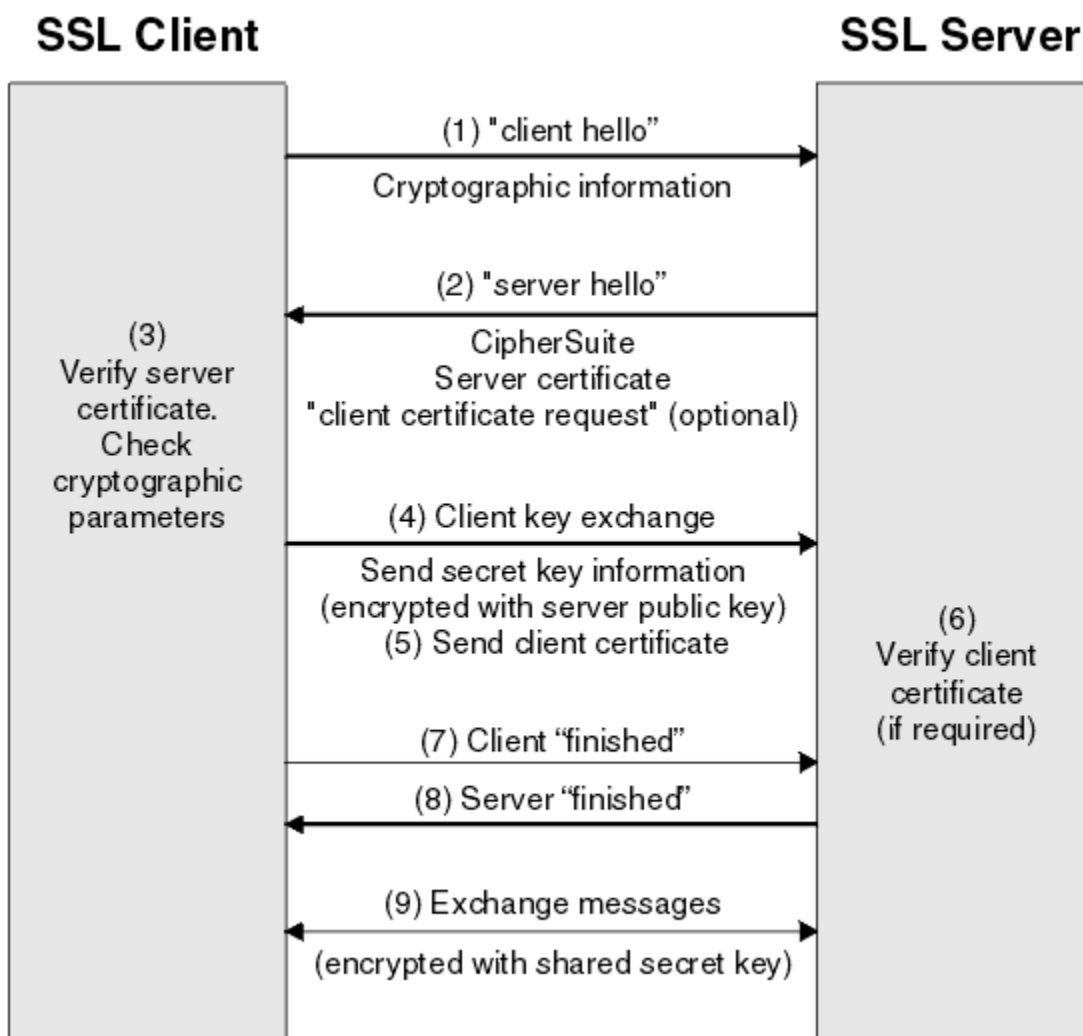 SSL Client
SSL Server
(1) "client hello”
Cryptographic information
(2) "server hello”
CipherSuite
Server certificate
"client certificate request" (optional)
(3)
Verify server
certificate.
Check
cryptographic
parameters
(4) Client key exchange
Send secret key information
(encrypted with server public key)
(5) Send client certificate
(6)
Verify client
certificate
(if required)
(7) Client “finished”
(8) Server “finished”
(9) Exchange messages
(encrypted with shared secret key)